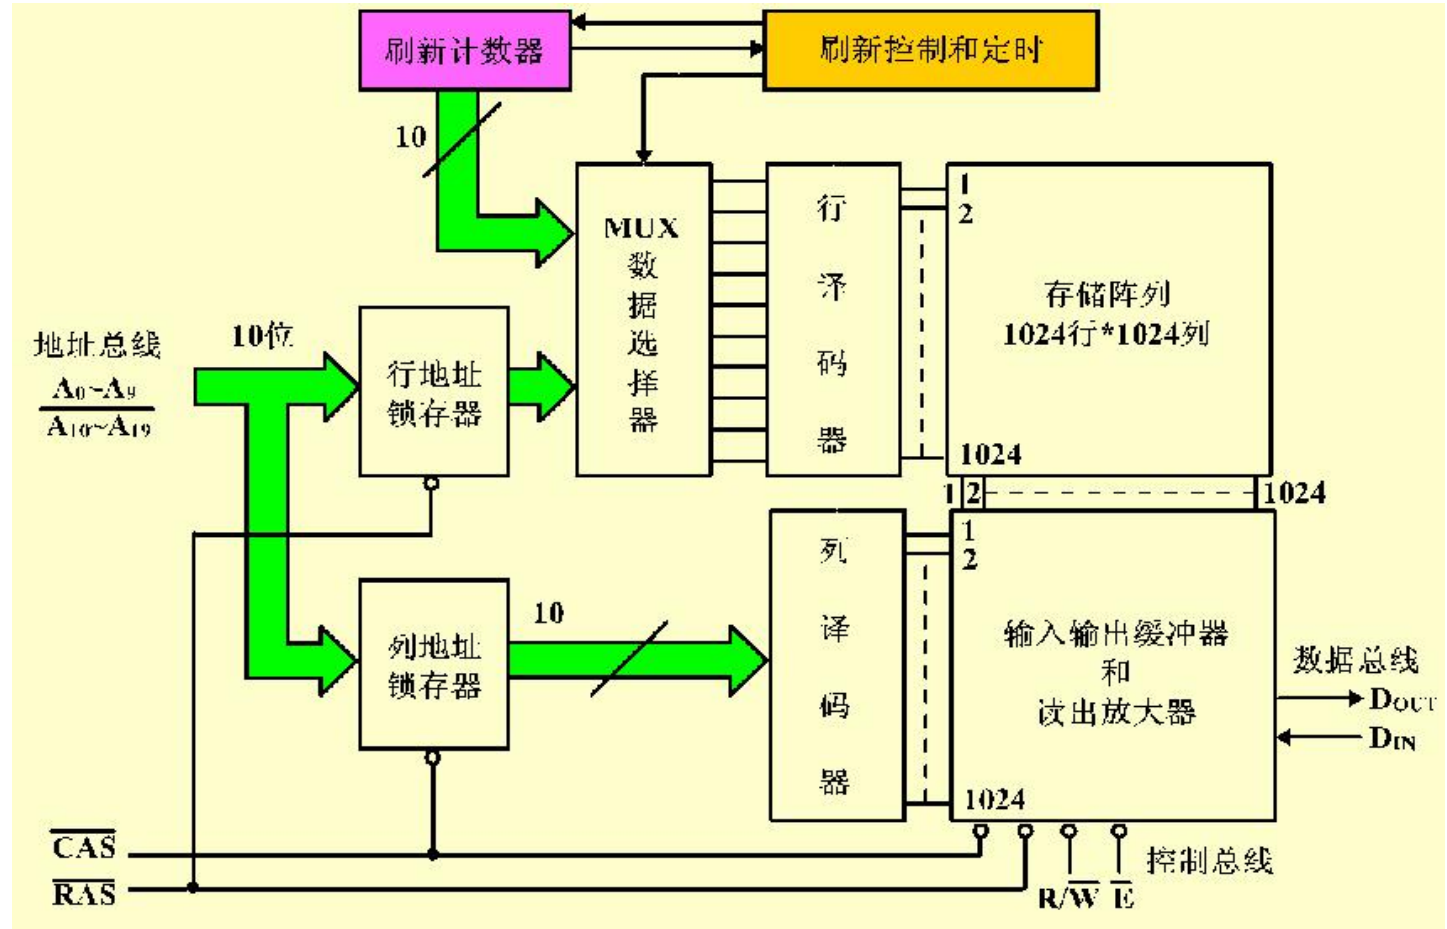 刷新计数器
刷新控制和定时
10
MUX
数
据
选
择
器
行
译
码
器
1
2
存储阵列
1024行*1024列
1024
地址总线
A0~A9
A10~A19
10位
行地址
锁存器
1
2
1024
列地址
锁存器
10
列
译
码
器
1
2
输入输出缓冲器
和
读出放大器
1024
数据总线
DOUT
DIN
CAS
RAS
R/W
E
控制总线